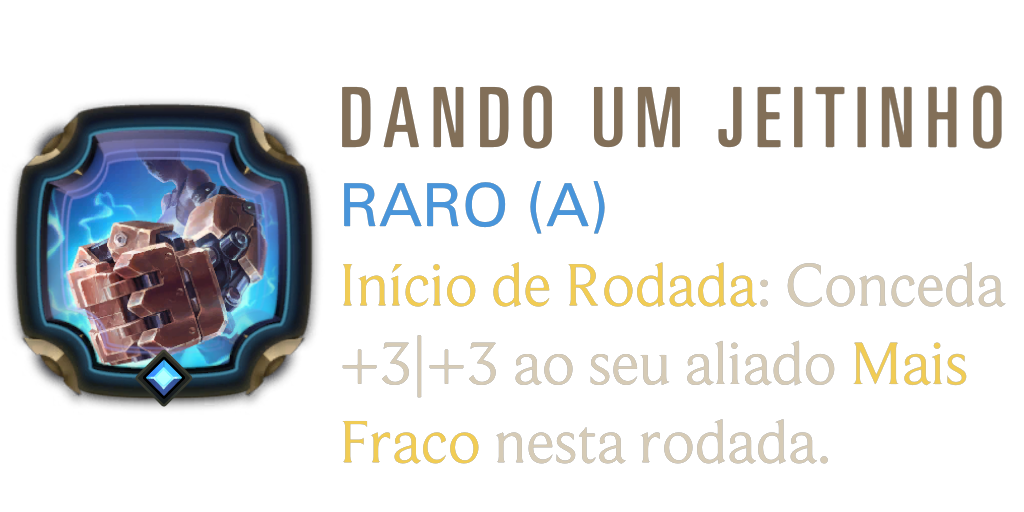 DANDO UM JEITINHO
RARO (A)
Início de Rodada: Conceda
+3|+3 ao seu aliado Mais
Fraco nesta rodada.